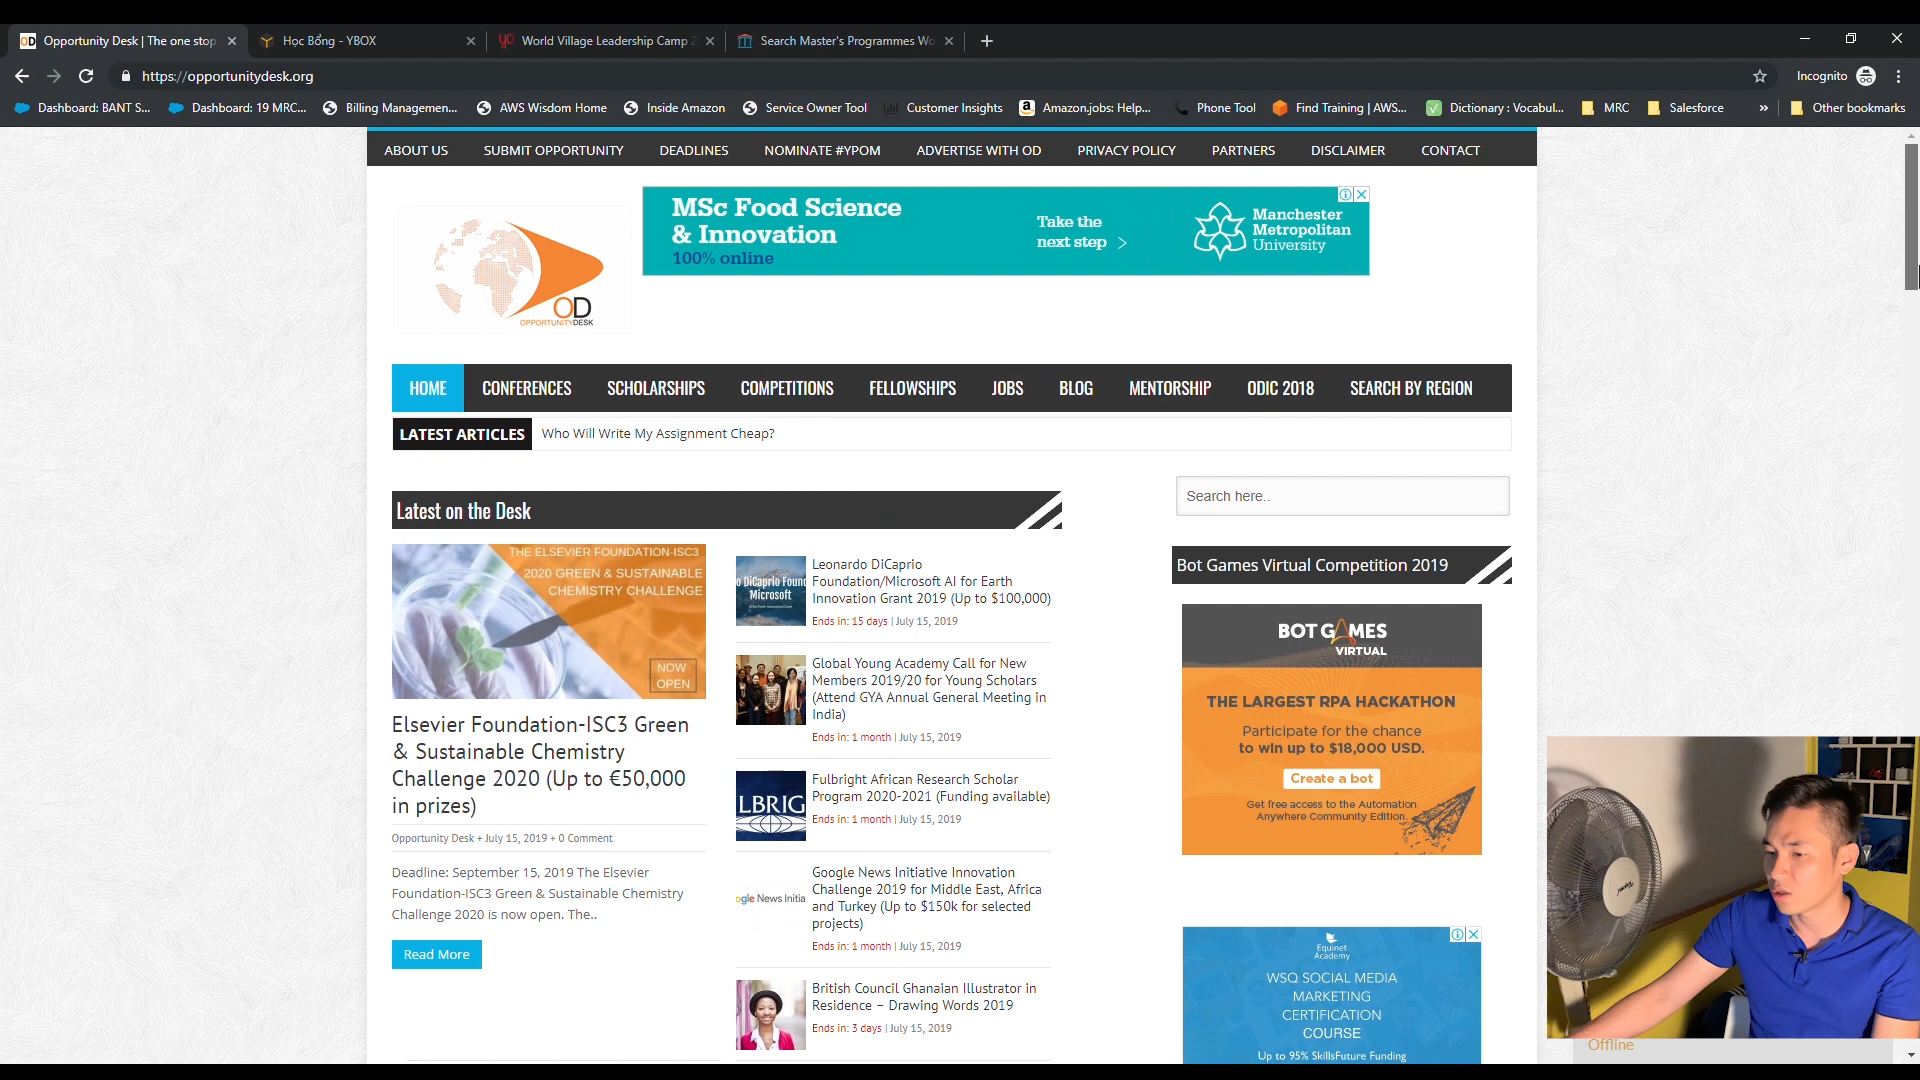 Opportunity Desk | The one stop
Học Bổng - YBOX
World Village Leadership Camp 2
Search Master's Programmes Wo
https://opportunitydesk.org
Incognito
Dashboard: BANT S...
Dashboard: 19 MRC...
Billing Managemen...
AWS Wisdom Home
Inside Amazon
Service Owner Tool
Customer Insights
Amazon.jobs: Help...
Phone Tool
Find Training | AWS...
Dictionary : Vocabul...
MRC
Salesforce
»
Other bookmarks
ABOUT US
SUBMIT OPPORTUNITY
DEADLINES
NOMINATE #YPOM
ADVERTISE WITH OD
PRIVACY POLICY
PARTNERS
DISCLAIMER
CONTACT
OD
OPPORTUNITYDESK
MSc Food Science
& Innovation
100% online
Take the
next step >
Manchester
Metropolitan
University
HOME
CONFERENCES
SCHOLARSHIPS
COMPETITIONS
FELLOWSHIPS
JOBS
BLOG
MENTORSHIP
ODIC 2018
SEARCH BY REGION
LATEST ARTICLES
Who Will Write My Assignment Cheap?
Latest on the Desk
THE ELSEVIER FOUNDATION-ISC3
2020 GREEN & SUSTAINABLE
CHEMISTRY CHALLENGE
NOW
OPEN
Elsevier Foundation-ISC3 Green
& Sustainable Chemistry
Challenge 2020 (Up to €50,000
in prizes)
Opportunity Desk + July 15, 2019 + 0 Comment
Deadline: September 15, 2019 The Elsevier
Foundation-ISC3 Green & Sustainable Chemistry
Challenge 2020 is now open. The..
Read More
o DiCaprio Found
Microsoft
Leonardo DiCaprio
Foundation/Microsoft AI for Earth
Innovation Grant 2019 (Up to $100,000)
Ends in: 15 days | July 15, 2019
Global Young Academy Call for New
Members 2019/20 for Young Scholars
(Attend GYA Annual General Meeting in
India)
Ends in: 1 month | July 15, 2019
LBRIG
Fulbright African Research Scholar
Program 2020-2021 (Funding available)
Ends in: 1 month | July 15, 2019
ogle News Initia
Google News Initiative Innovation
Challenge 2019 for Middle East, Africa
and Turkey (Up to $150k for selected
projects)
Ends in: 1 month | July 15, 2019
British Council Ghanaian Illustrator in
Residence – Drawing Words 2019
Ends in: 3 days | July 15, 2019
Search here..
Bot Games Virtual Competition 2019
BOT GAMES
VIRTUAL
THE LARGEST RPA HACKATHON
Participate for the chance
to win up to $18,000 USD.
Create a bot
Get free access to the Automation
Anywhere Community Edition.
Equinet
Academy
WSQ SOCIAL MEDIA
MARKETING
CERTIFICATION
COURSE
Up to 95% SkillsFuture Funding
Offline